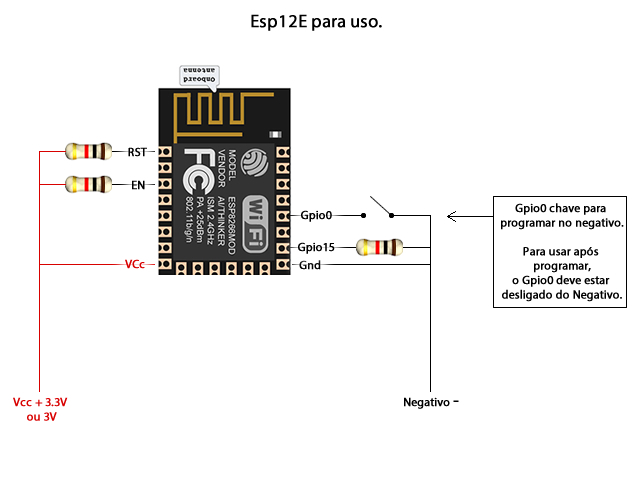 Esp12E para uso.
Onboard
antenna
RST
EN
VCc
MODEL
VENDOR
ESP8266MOD
AI/THINKER
ISM 2.4GHz
PA +25dBm
802.11b/g/n
FC
Wi Fi
Gpio0
Gpio15
Gnd
Gpio0 chave para
programar no negativo.
Para usar após
programar,
o Gpio0 deve estar
desligado do Negativo.
Vcc + 3.3V
ou 3V
Negativo -